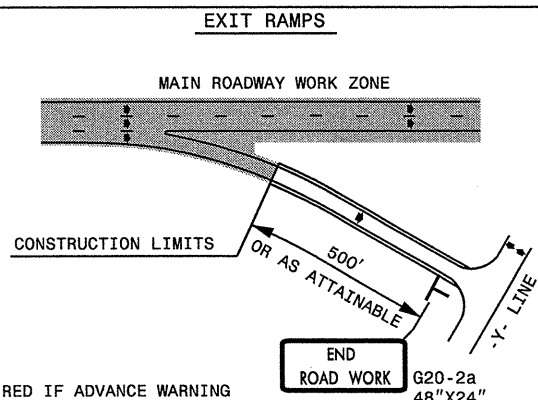 EXIT RAMPS
MAIN ROADWAY WORK ZONE
CONSTRUCTION LIMITS
500'
OR AS ATTAINABLE
-Y- LINE
END
ROAD WORK
G20-2a
48"X24"
RED IF ADVANCE WARNING